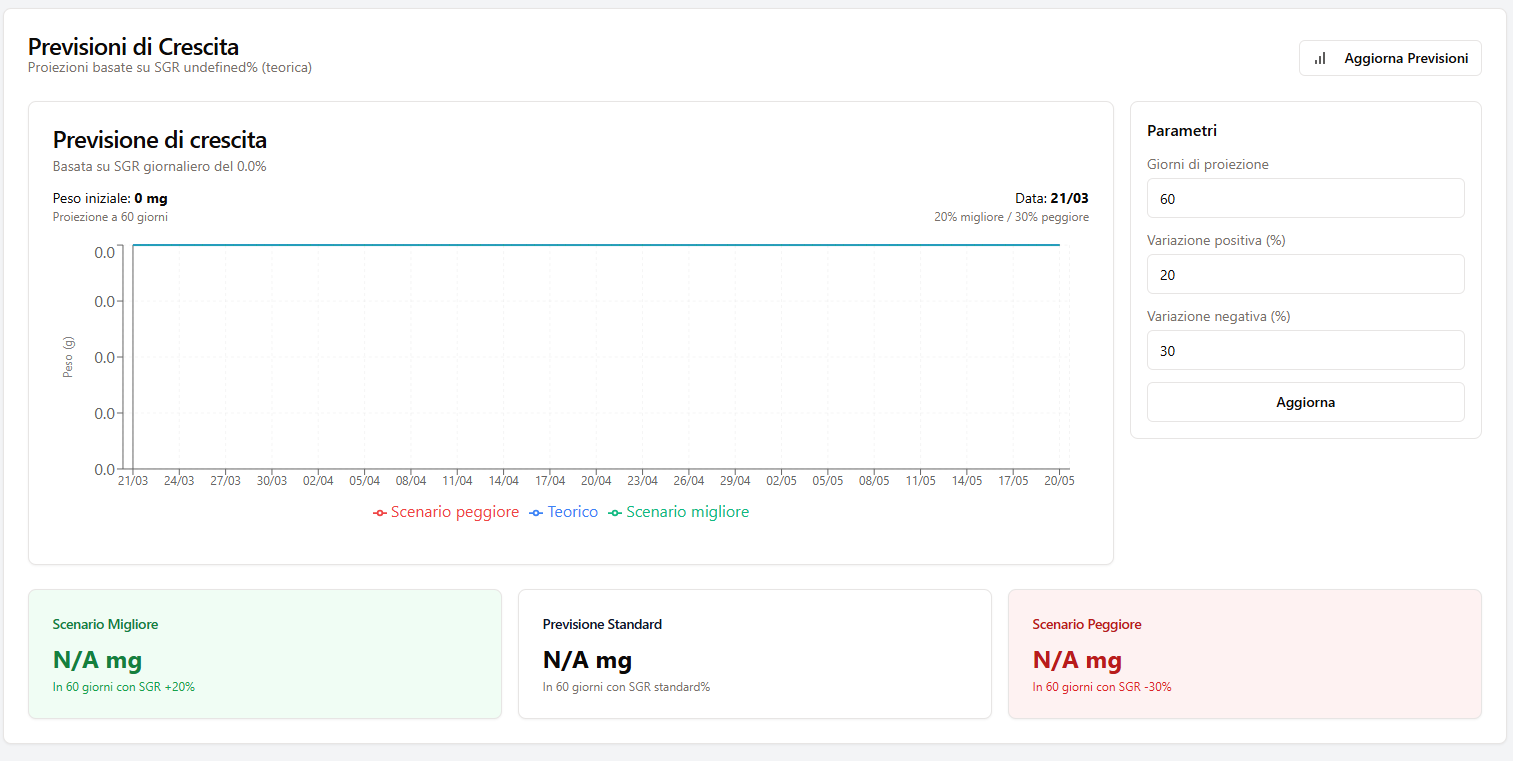 Previsioni di Crescita
Proiezioni basate su SGR undefined% (teorica)
Aggiorna Previsioni
Previsione di crescita
Basata su SGR giornaliero del 0.0%
Peso iniziale: 0 mg
Proiezione a 60 giorni
Data: 21/03
20% migliore / 30% peggiore
0.0
0.0
0.0
0.0
0.0
Peso (g)
21/03 24/03 27/03 30/03 02/04 05/04 08/04 11/04 14/04 17/04 20/04 23/04 26/04 29/04 02/05 05/05 08/05 11/05 14/05 17/05 20/05
Scenario peggiore Teorico Scenario migliore
Parametri
Giorni di proiezione
60
Variazione positiva (%)
20
Variazione negativa (%)
30
Aggiorna
Scenario Migliore
N/A mg
In 60 giorni con SGR +20%
Previsione Standard
N/A mg
In 60 giorni con SGR standard%
Scenario Peggiore
N/A mg
In 60 giorni con SGR -30%